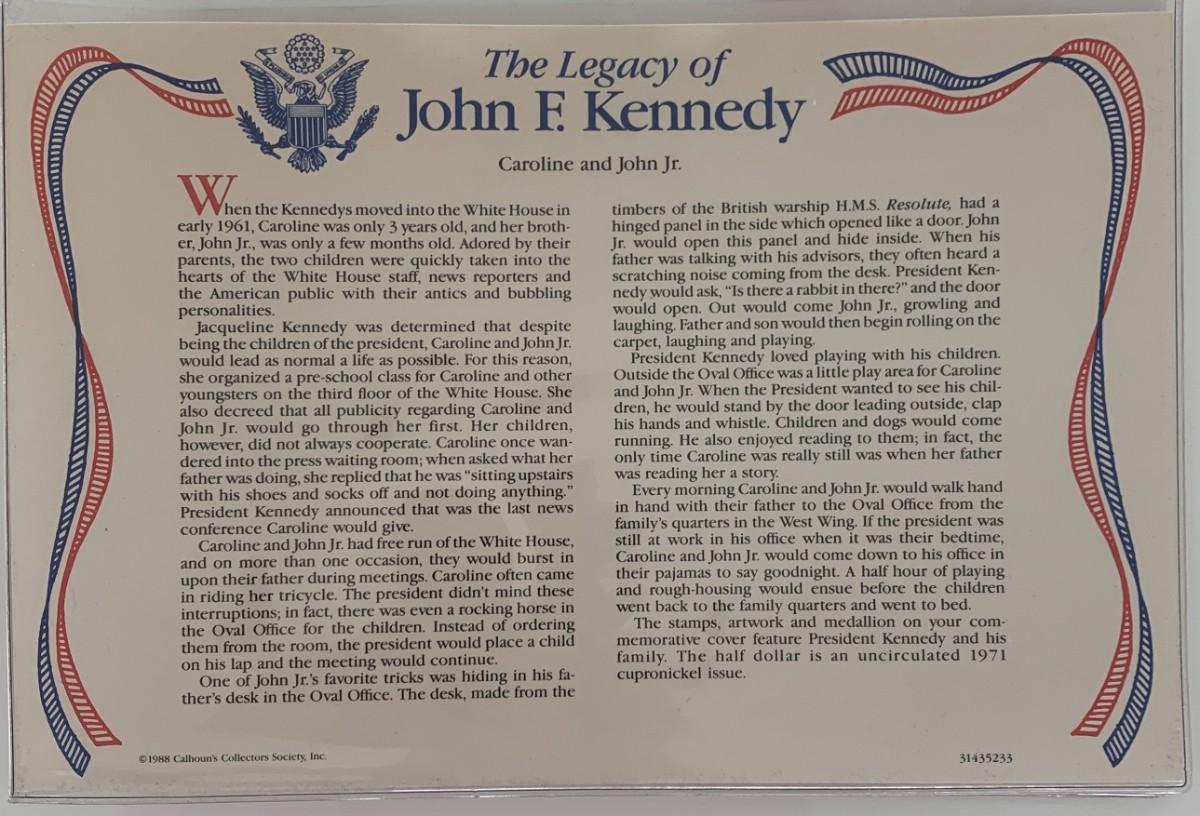 The Legacy of
John F. Kennedy
Caroline and John Jr.
When the Kennedys moved into the White House in
early 1961, Caroline was only 3 years old, and her broth-
er, John Jr., was only a few months old. Adored by their
parents, the two children were quickly taken into the
hearts of the White House staff, news reporters and
the American public with their antics and bubbling
personalities.
Jacqueline Kennedy was determined that despite
being the children of the president, Caroline and John Jr.
would lead as normal a life as possible. For this reason,
she organized a pre-school class for Caroline and other
youngsters on the third floor of the White House. She
also decreed that all publicity regarding Caroline and
John Jr. would go through her first. Her children,
however, did not always cooperate. Caroline once wan-
dered into the press waiting room; when asked what her
father was doing, she replied that he was “sitting upstairs
with his shoes and socks off and not doing anything.”
President Kennedy announced that was the last news
conference Caroline would give.
Caroline and John Jr. had free run of the White House,
and on more than one occasion, they would burst in
upon their father during meetings. Caroline often came
in riding her tricycle. The president didn’t mind these
interruptions; in fact, there was even a rocking horse in
the Oval Office for the children. Instead of ordering
them from the room, the president would place a child
on his lap and the meeting would continue.
One of John Jr.’s favorite tricks was hiding in his fa-
ther’s desk in the Oval Office. The desk, made from the
timbers of the British warship H.M.S. Resolute, had a
hinged panel in the side which opened like a door. John
Jr. would open this panel and hide inside. When his
father was talking with his advisors, they often heard a
scratching noise coming from the desk. President Ken-
nedy would ask, “Is there a rabbit in there?” and the door
would open. Out would come John Jr., growling and
laughing. Father and son would then begin rolling on the
carpet, laughing and playing.
President Kennedy loved playing with his children.
Outside the Oval Office was a little play area for Caroline
and John Jr. When the President wanted to see his chil-
dren, he would stand by the door leading outside, clap
his hands and whistle. Children and dogs would come
running. He also enjoyed reading to them; in fact, the
only time Caroline was really still was when her father
was reading her a story.
Every morning Caroline and John Jr. would walk hand
in hand with their father to the Oval Office from the
family’s quarters in the West Wing. If the president was
still at work in his office when it was their bedtime,
Caroline and John Jr. would come down to his office in
their pajamas to say goodnight. A half hour of playing
and rough-housing would ensue before the children
went back to the family quarters and went to bed.
The stamps, artwork and medallion on your com-
memorative cover feature President Kennedy and his
family. The half dollar is an uncirculated 1971
cupronickel issue.
©1988 Calhoun’s Collectors Society, Inc.
31435233